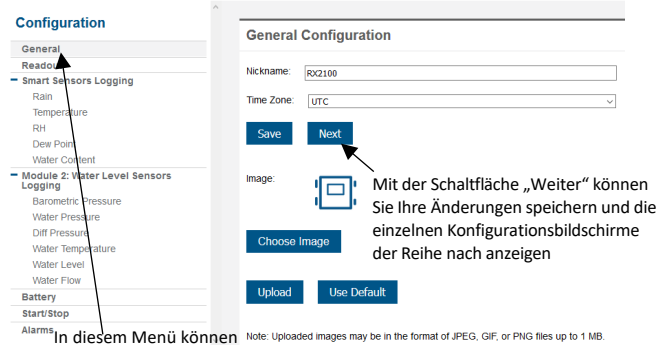 Configuration
General
Readou
Smart Sensors Logging
Rain
Temperature
RH
Dew Point
Water Content
Module 2: Water Level Sensors
Logging
Barometric Pressure
Water Pressure
Diff Pressure
Water Temperature
Water Level
Water Flow
Battery
Start/Stop
Alarms
In diesem Menü können
General Configuration
Nickname: RX2100
Time Zone: UTC
Save Next
Image:
Mit der Schaltfläche „Weiter“ können
Sie Ihre Änderungen speichern und die
einzelnen Konfigurationsbildschirme
der Reihe nach anzeigen
Choose Image
Upload Use Default
Note: Uploaded images may be in the format of JPEG, GIF, or PNG files up to 1 MB.